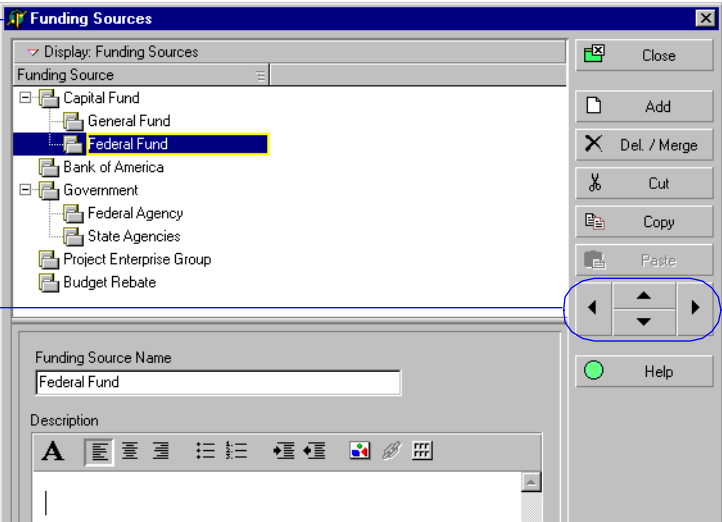 Funding Sources
Display: Funding Sources
Funding Source
Capital Fund
General Fund
Federal Fund
Bank of America
Government
Federal Agency
State Agencies
Project Enterprise Group
Budget Rebate
Close
Add
Del. / Merge
Cut
Copy
Paste
Help
Funding Source Name
Federal Fund
Description
A